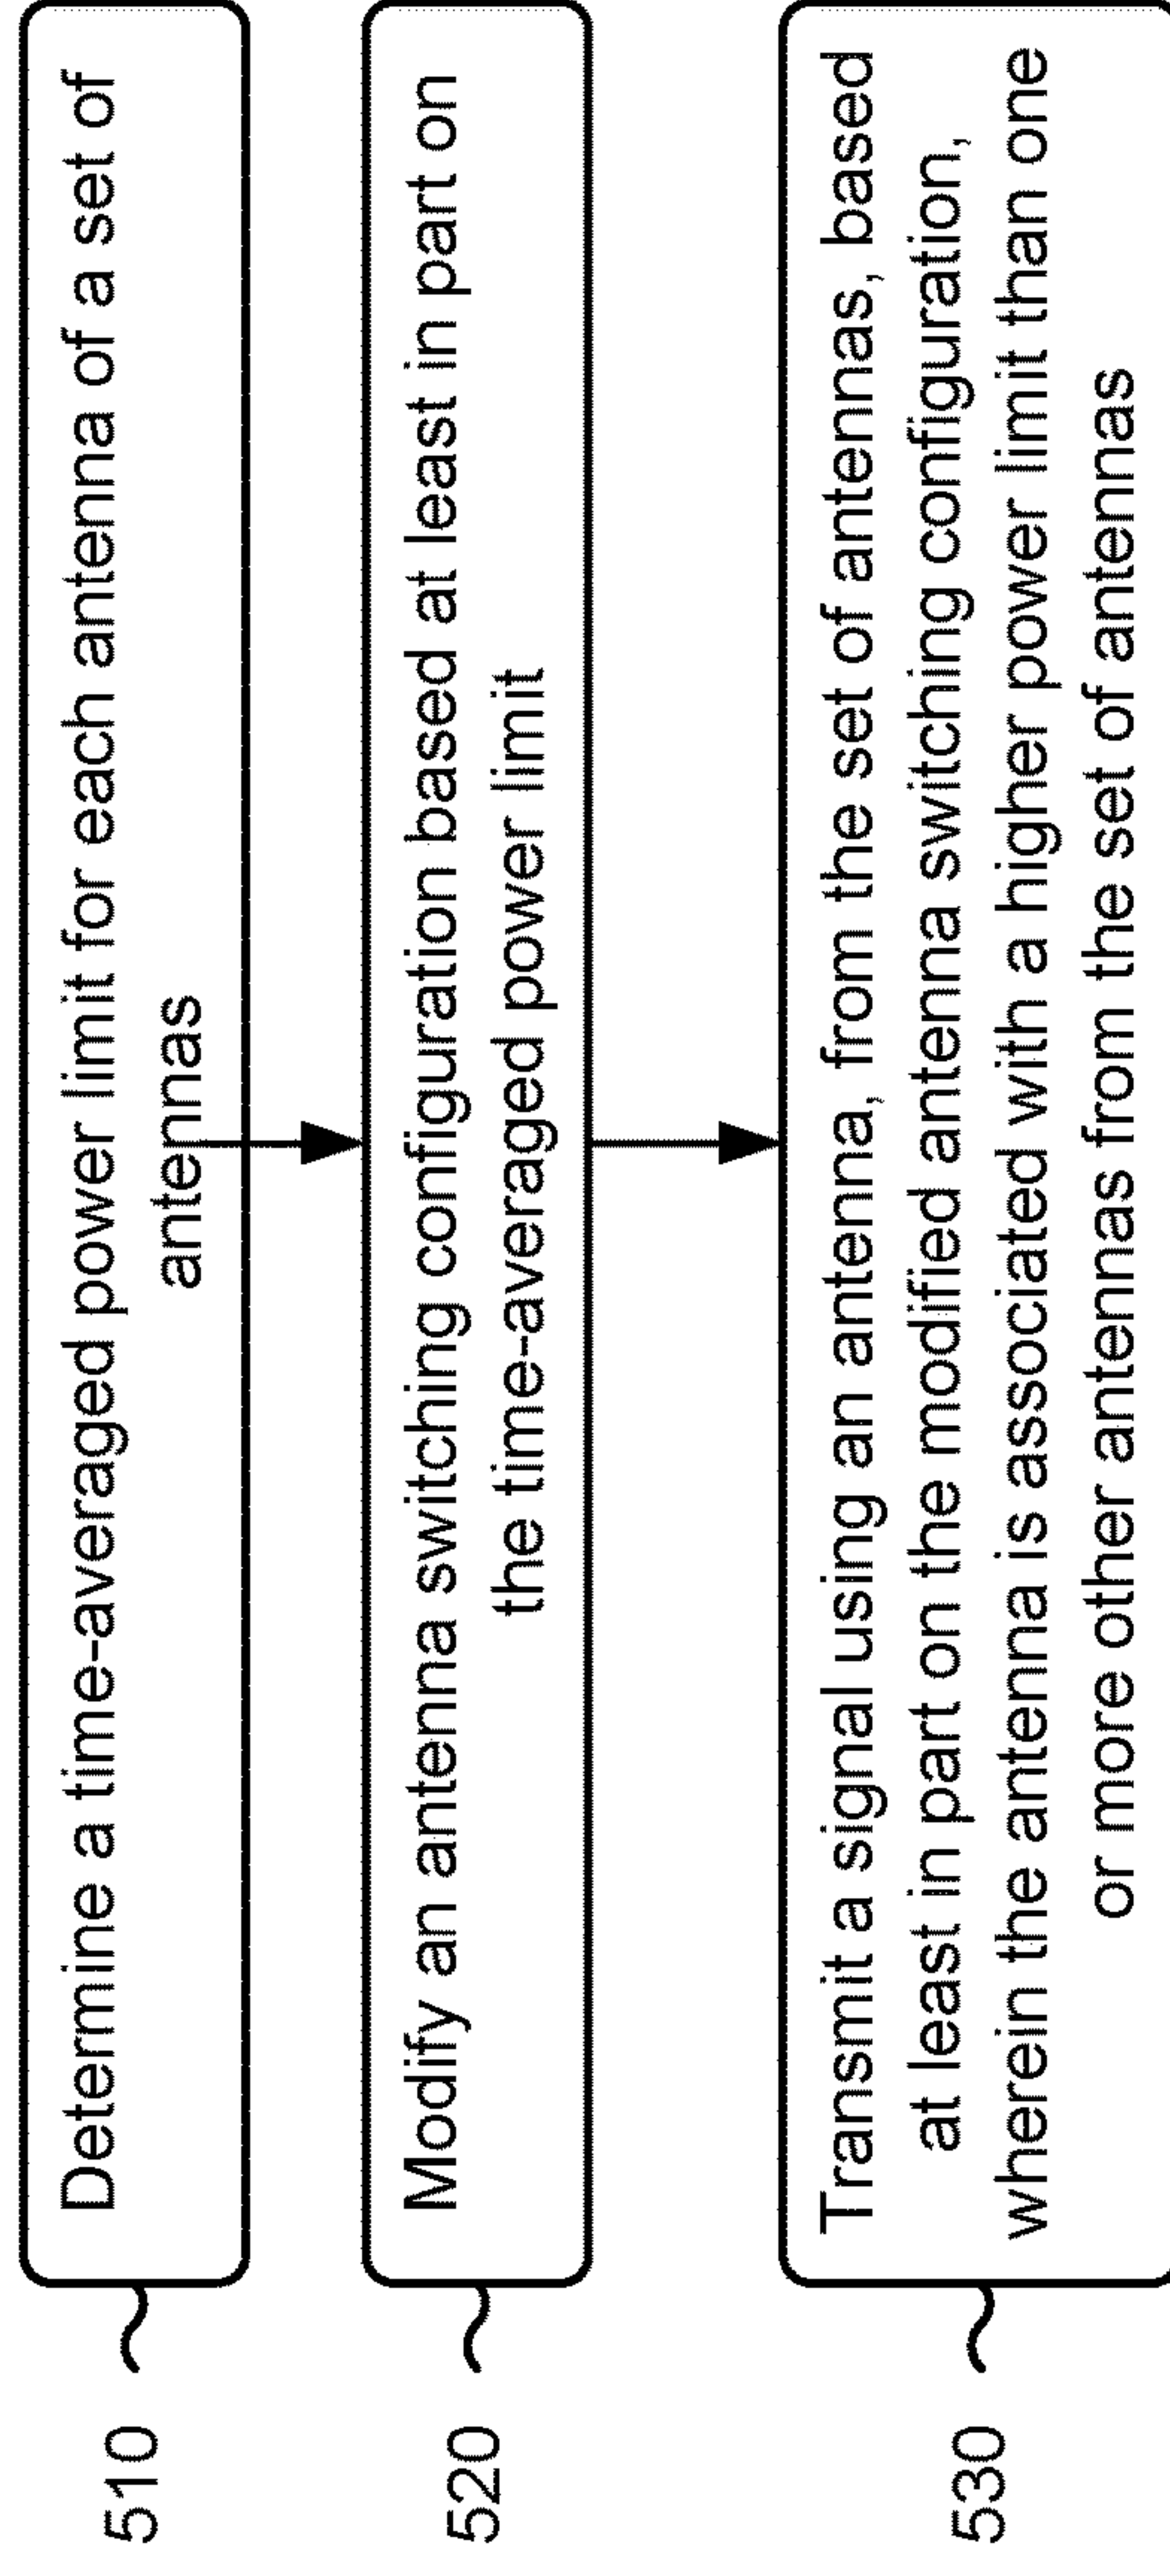 510
Determine a time-averaged power limit for each antenna of a set of
antennas
520
Modify an antenna switching configuration based at least in part on
the time-averaged power limit
530
Transmit a signal using an antenna, from the set of antennas, based
at least in part on the modified antenna switching configuration,
wherein the antenna is associated with a higher power limit than one
or more other antennas from the set of antennas